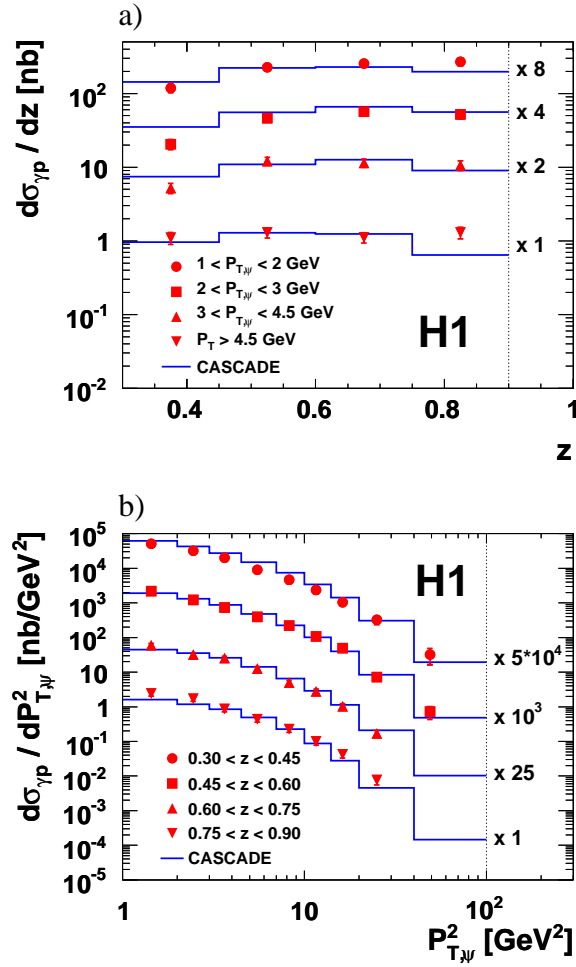 a)
dσγp / dz [nb]
10²
10
1
10⁻¹
10⁻²
x 8
x 4
x 2
x 1
1 < PT,ψ < 2 GeV
2 < PT,ψ < 3 GeV
3 < PT,ψ < 4.5 GeV
PT > 4.5 GeV
CASCADE
H1
0.4 0.6 0.8 1
z
b)
dσγp / dP²T,ψ [nb/GeV²]
10⁵
10⁴
10³
10²
10
1
10⁻¹
10⁻²
10⁻³
10⁻⁴
10⁻⁵
H1
x 5*10⁴
x 10³
x 25
x 1
0.30 < z < 0.45
0.45 < z < 0.60
0.60 < z < 0.75
0.75 < z < 0.90
CASCADE
1 10 10²
P²T,ψ [GeV²]